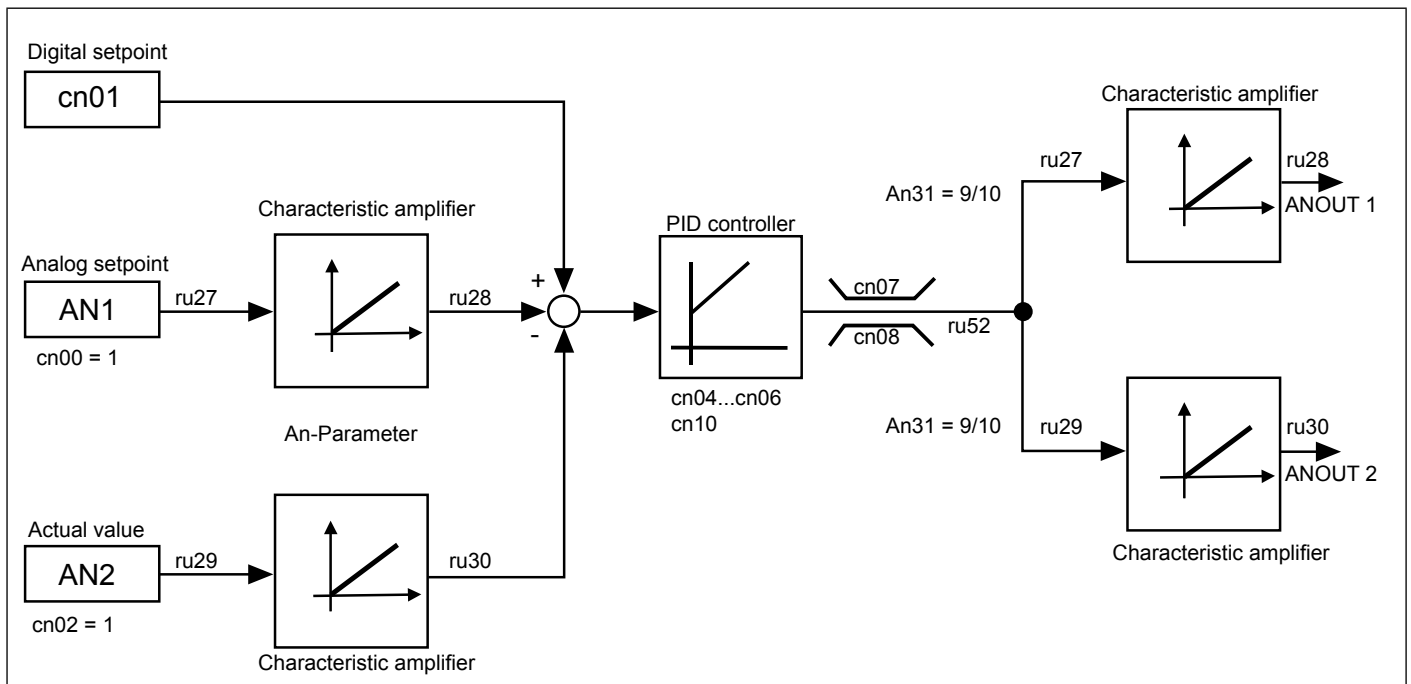 Digital setpoint
cn01
Characteristic amplifier
Analog setpoint
AN1
cn00 = 1
ru27
ru28
An-Parameter
Actual value
AN2
cn02 = 1
ru29
ru30
Characteristic amplifier
+
-
PID controller
cn04...cn06
cn10
cn07
cn08
ru52
An31 = 9/10
ru27
Characteristic amplifier
ru28
ANOUT 1
An31 = 9/10
ru29
ru30
ANOUT 2
Characteristic amplifier